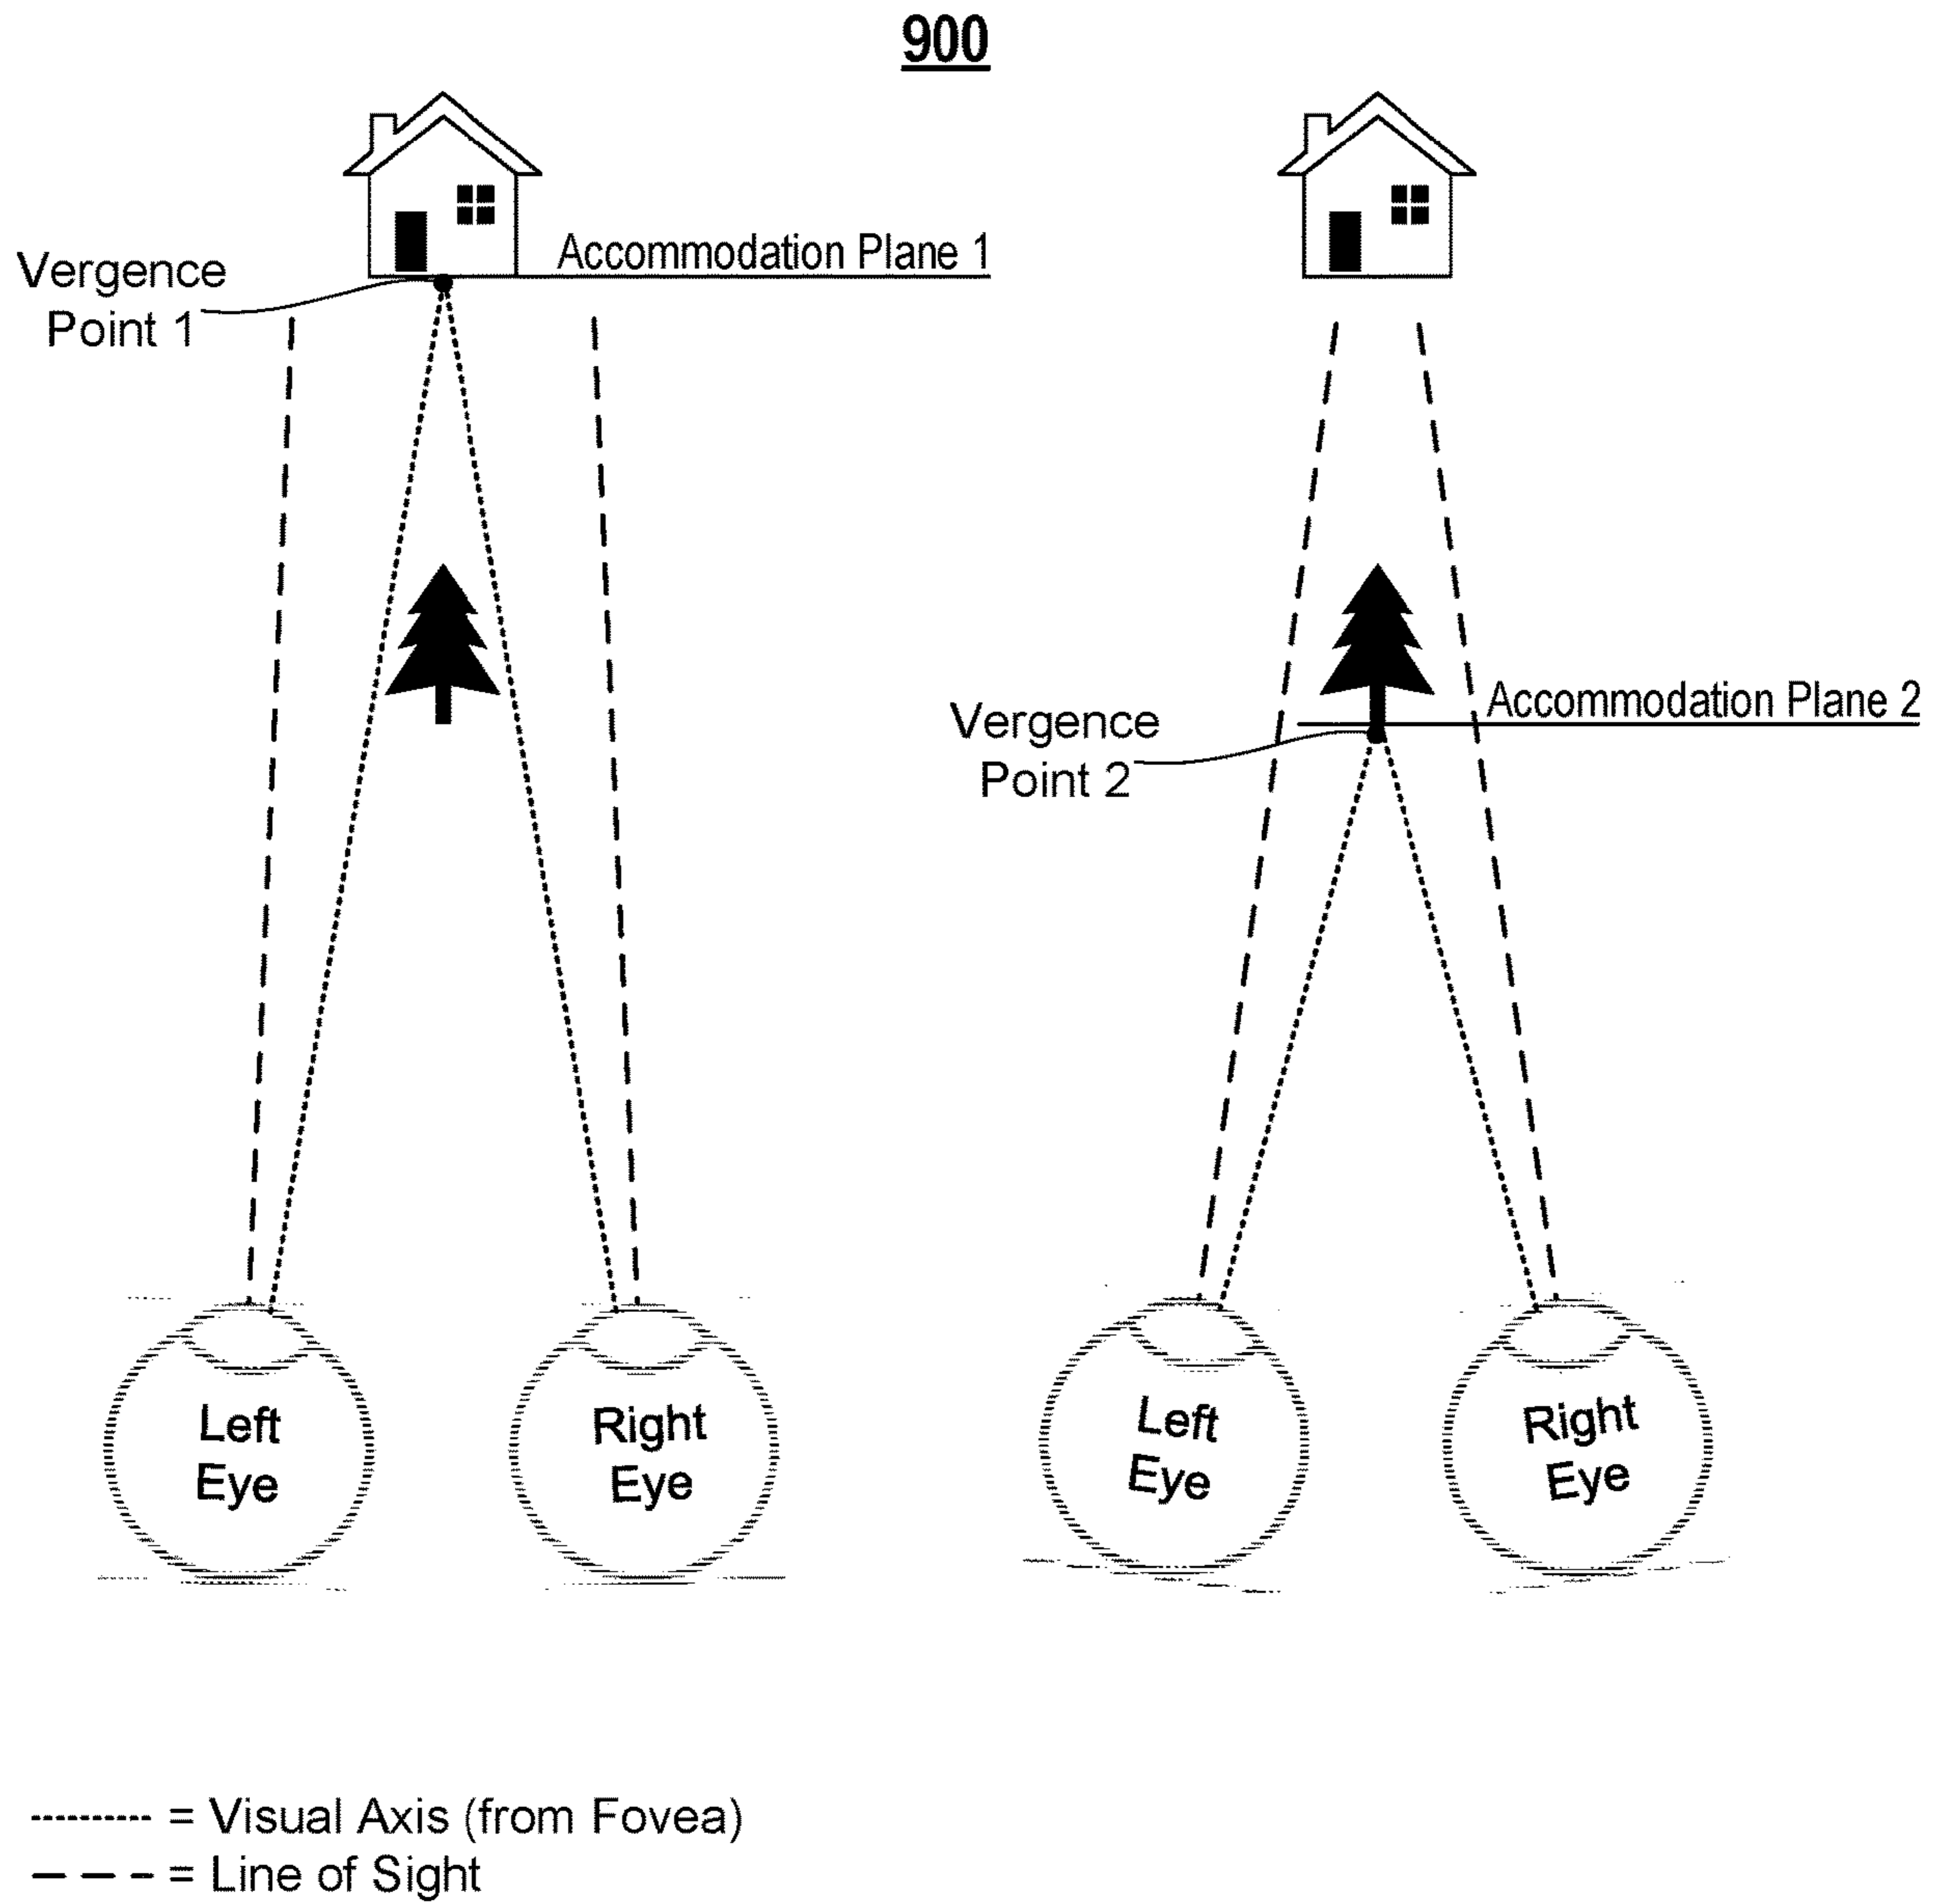 900
Accommodation Plane 1
Vergence
Point 1
Accommodation Plane 2
Vergence
Point 2
Left
Eye
Right
Eye
Left
Eye
Right
Eye
= Visual Axis (from Fovea)
= Line of Sight